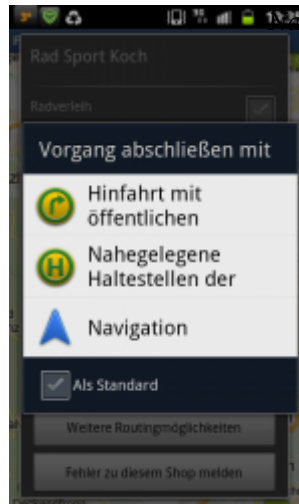 Rad Sport Koch
Radverleih
Vorgang abschließen mit
Hinfahrt mit
öffentlichen
H
Nahegelegene
Haltestellen der
Navigation
Als Standard
Weitere Routingmöglichkeiten
Fehler zu diesem Shop melden